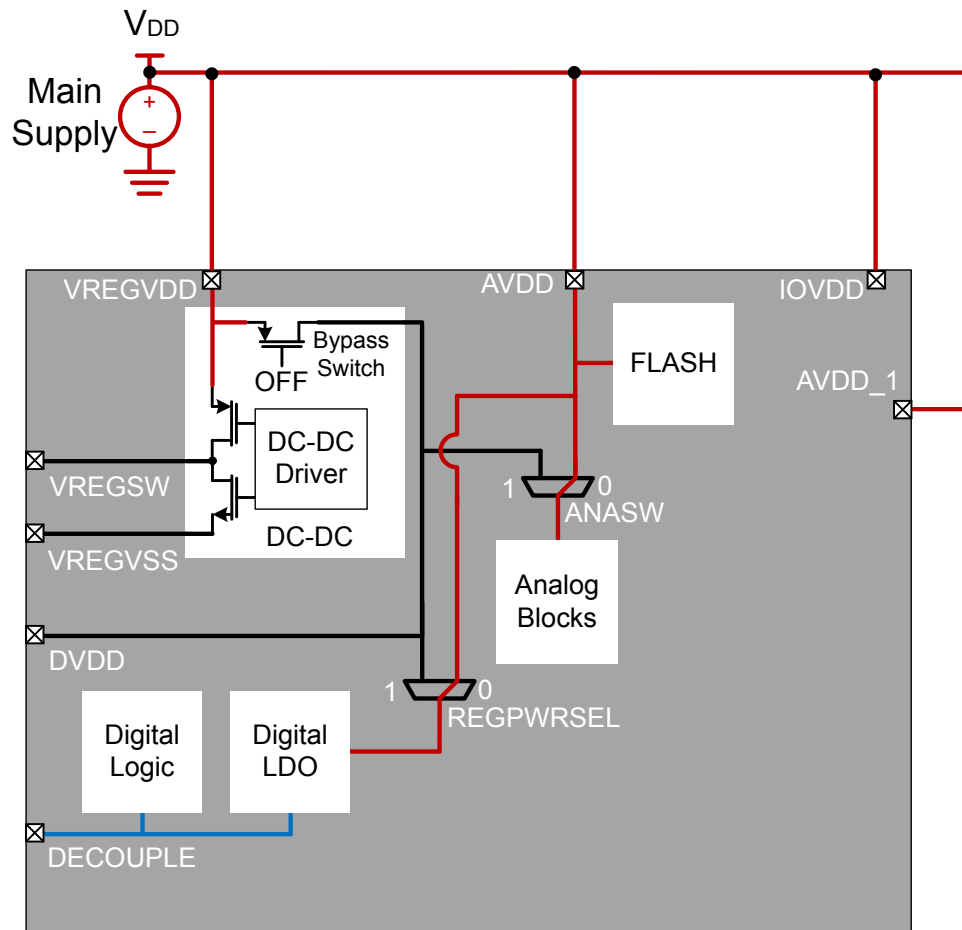 VDD
Main
Supply
+
–
VREGVDD
AVDD
IOVDD
Bypass
Switch
OFF
FLASH
AVDD_1
DC-DC
Driver
VREGSW
1
0
ANASW
DC-DC
VREGVSS
Analog
Blocks
DVDD
1
0
REGPWRSEL
Digital
Logic
Digital
LDO
DECOUPLE